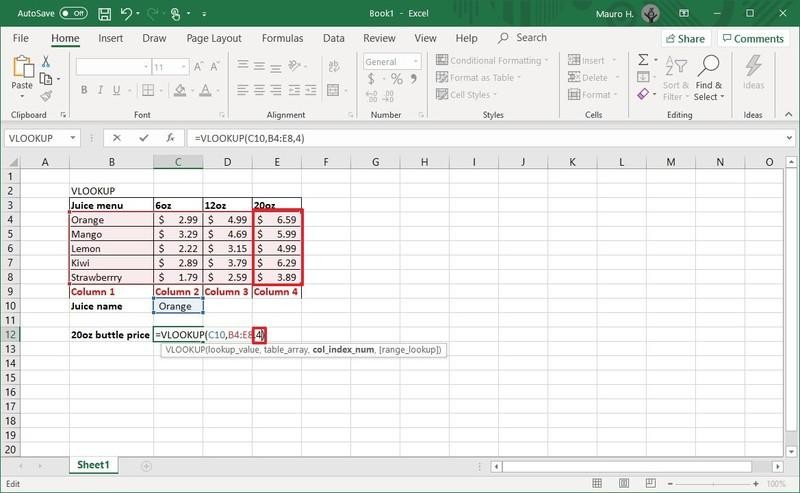 AutoSave Off Book1 - Excel Mauro H.
File Home Insert Draw Page Layout Formulas Data Review View Help Search Share Comments
Paste
General
11 A A
B I U A
$ % ,
Conditional Formatting
Format as Table
Cell Styles
Insert
Delete
Format
Sort & Filter
Find & Select
Ideas
Clipboard Font Alignment Number Styles Cells Editing Ideas
VLOOKUP fx =VLOOKUP(C10,B4:E8,4)
A B C D E F G H I J K L M N O
1
2 VLOOKUP
3 Juice menu 6oz 12oz 20oz
4 Orange $ 2.99 $ 4.99 $ 6.59
5 Mango $ 3.29 $ 4.69 $ 5.99
6 Lemon $ 2.22 $ 3.15 $ 4.99
7 Kiwi $ 2.89 $ 3.79 $ 6.29
8 Strawberrry $ 1.79 $ 2.59 $ 3.89
9 Column 1 Column 2 Column 3 Column 4
10 Juice name Orange
11
12 20oz buttle price =VLOOKUP(C10,B4:E8,4)
13 VLOOKUP(lookup_value, table_array, col_index_num, [range_lookup])
14
15
16
17
18
19
20
Sheet1
Edit 100%